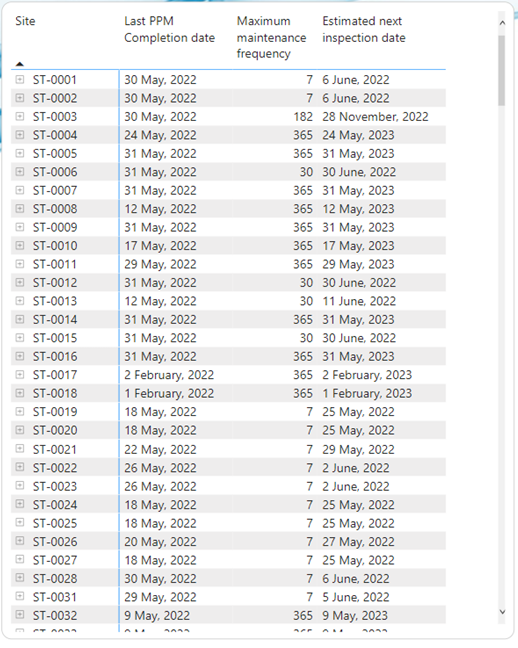 Site Last PPM Completion date Maximum maintenance frequency Estimated next inspection date
ST-0001 30 May, 2022 7 6 June, 2022
ST-0002 30 May, 2022 7 6 June, 2022
ST-0003 30 May, 2022 182 28 November, 2022
ST-0004 24 May, 2022 365 24 May, 2023
ST-0005 31 May, 2022 365 31 May, 2023
ST-0006 31 May, 2022 30 30 June, 2022
ST-0007 31 May, 2022 365 31 May, 2023
ST-0008 12 May, 2022 365 12 May, 2023
ST-0009 31 May, 2022 365 31 May, 2023
ST-0010 17 May, 2022 365 17 May, 2023
ST-0011 29 May, 2022 365 29 May, 2023
ST-0012 31 May, 2022 30 30 June, 2022
ST-0013 12 May, 2022 30 11 June, 2022
ST-0014 31 May, 2022 365 31 May, 2023
ST-0015 31 May, 2022 30 30 June, 2022
ST-0016 31 May, 2022 365 31 May, 2023
ST-0017 2 February, 2022 365 2 February, 2023
ST-0018 1 February, 2022 365 1 February, 2023
ST-0019 18 May, 2022 7 25 May, 2022
ST-0020 18 May, 2022 7 25 May, 2022
ST-0021 22 May, 2022 7 29 May, 2022
ST-0022 26 May, 2022 7 2 June, 2022
ST-0023 26 May, 2022 7 2 June, 2022
ST-0024 18 May, 2022 7 25 May, 2022
ST-0025 18 May, 2022 7 25 May, 2022
ST-0026 20 May, 2022 7 27 May, 2022
ST-0027 18 May, 2022 7 25 May, 2022
ST-0028 30 May, 2022 7 6 June, 2022
ST-0031 29 May, 2022 7 5 June, 2022
ST-0032 9 May, 2022 365 9 May, 2023